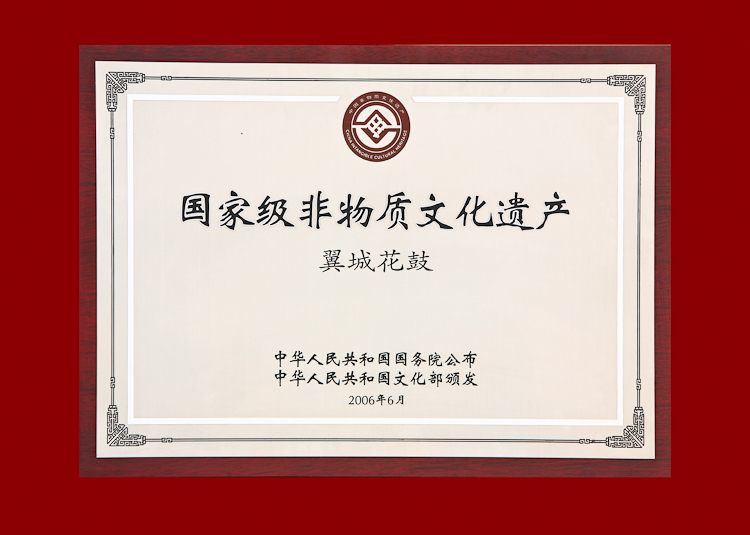 中国非物质文化遗产
CHINA INTANGIBLE CULTURAL HERITAGE
国家级非物质文化遗产
翼城花鼓
中华人民共和国国务院公布
中华人民共和国文化部颁发
2006年6月